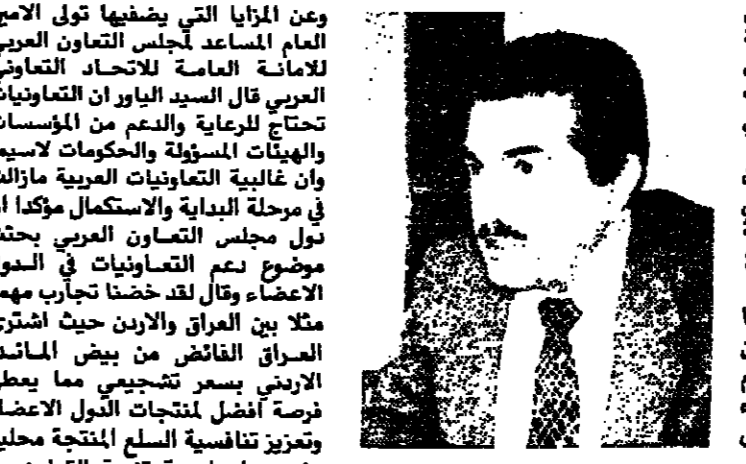 وعن المزايا التي يضفيها تولى الامين
العام المساعد لمجلس التعاون العربي
للامانة العامة للاتحاد التعاوني
العربي قال السيد الياور ان التعاونيات
تحتاج للرعاية والدعم من المؤسسات
والهيئات المسؤولة والحكومات لاسيما
وان غالبية التعاونيات العربية مازالت
في مرحلة البداية والاستكمال مؤكدا ان
دول مجلس التعاون العربي بحثت
موضوع دعم التعاونيات في الدول
الاعضاء وقال لقد خضنا تجارب مهمة
مثلا بين العراق والاردن حيث اشترى
العراق الفائض من بيض المائدة
الاردني بسعر تشجيعي مما يعطي
فرصة افضل لمنتجات الدول الاعضاء
وتعزيز تنافسية السلع المنتجة محليا